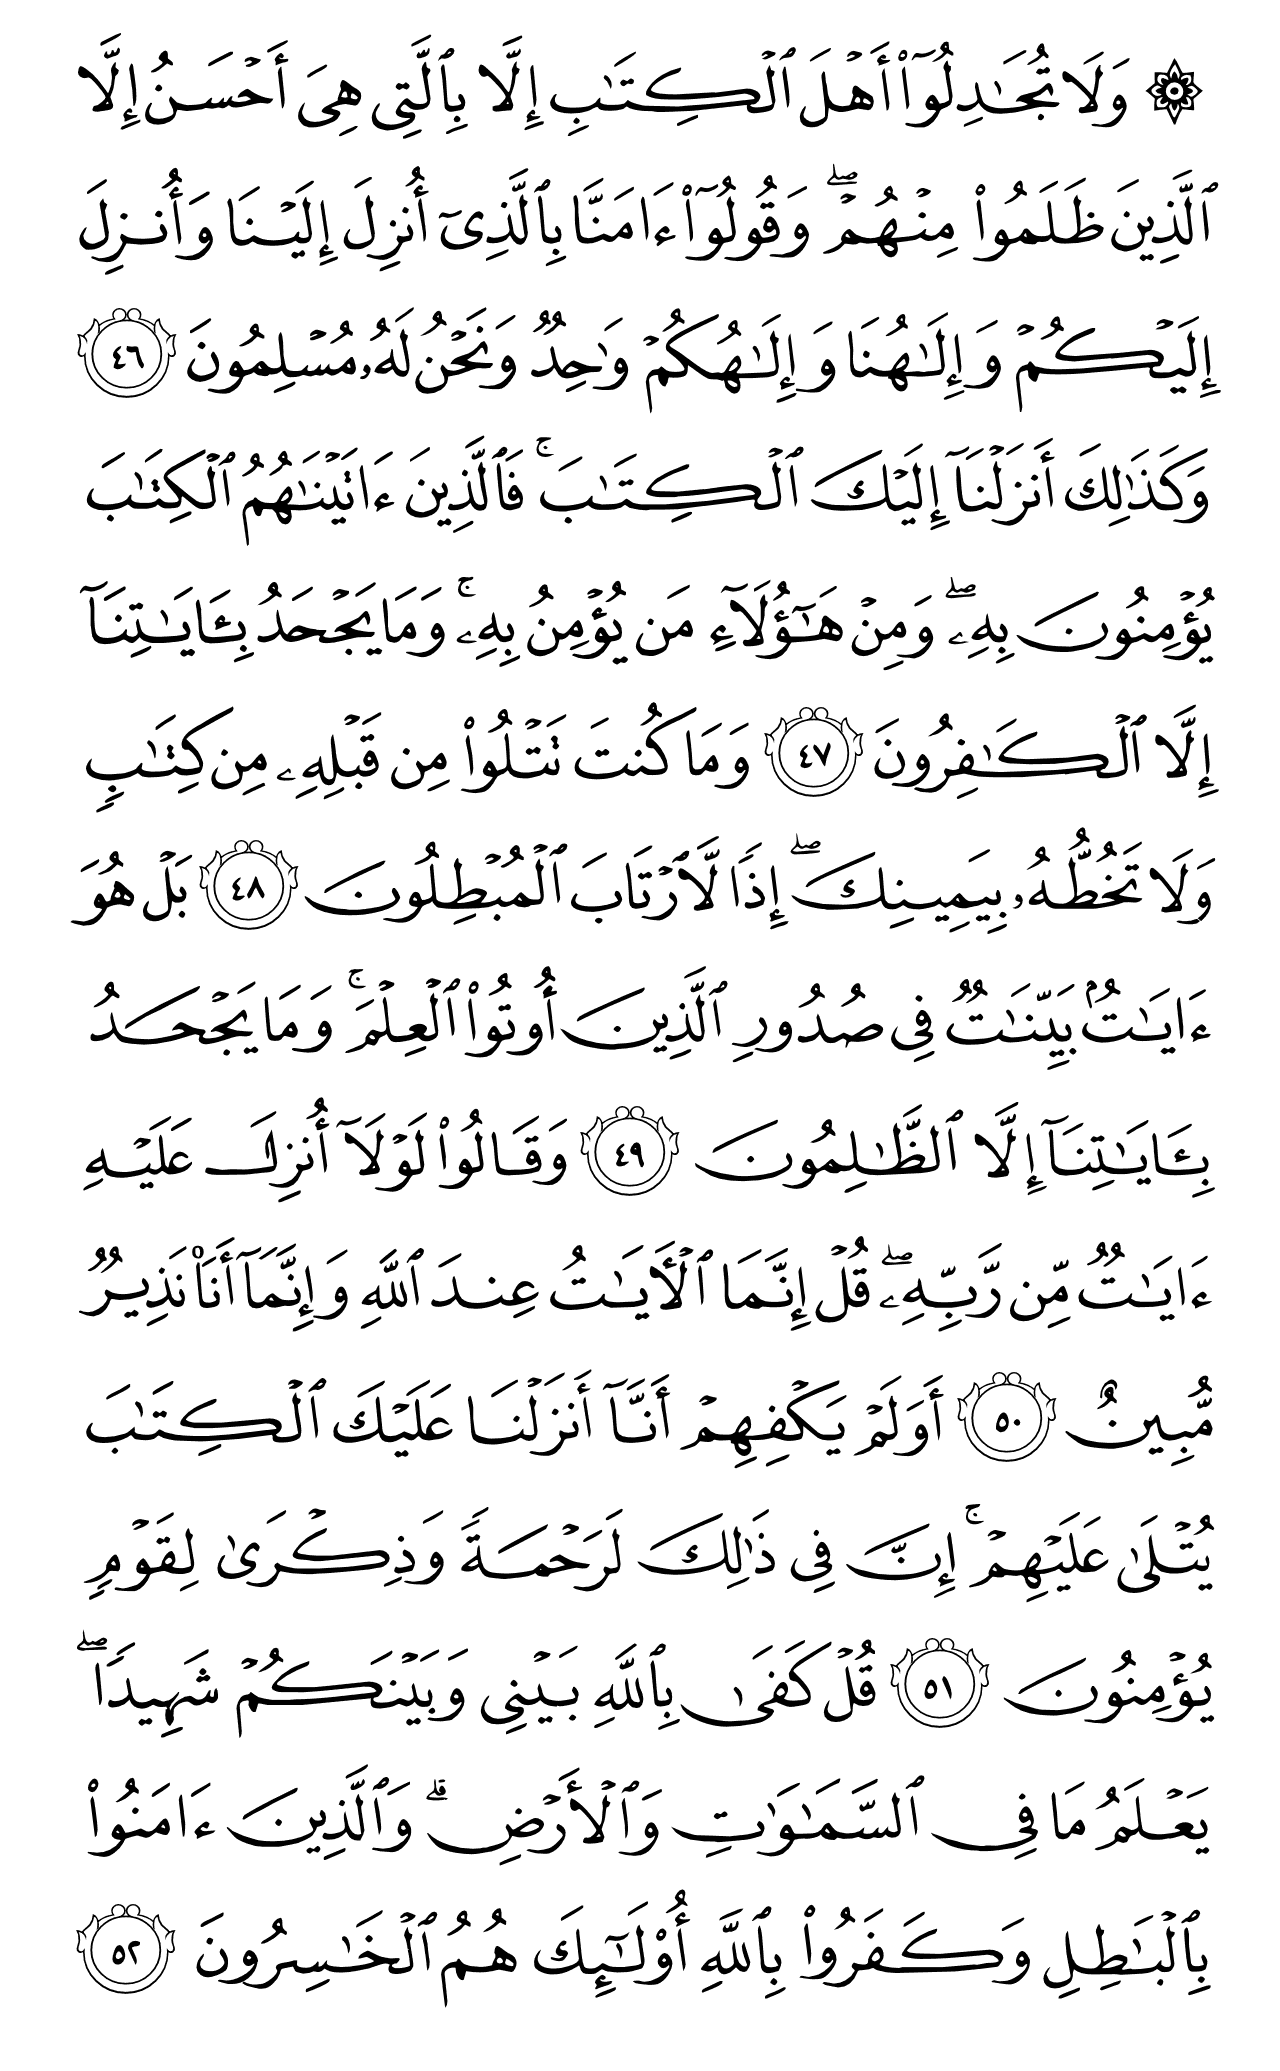 ۞ وَلَا تُجَٰدِلُوٓا۟ أَهْلَ ٱلْكِتَٰبِ إِلَّا بِٱلَّتِى هِىَ أَحْسَنُ إِلَّا
ٱلَّذِينَ ظَلَمُوا۟ مِنْهُمْ ۖ وَقُولُوٓا۟ ءَامَنَّا بِٱلَّذِىٓ أُنزِلَ إِلَيْنَا وَأُنزِلَ
إِلَيْكُمْ وَإِلَٰهُنَا وَإِلَٰهُكُمْ وَٰحِدٌ وَنَحْنُ لَهُۥ مُسْلِمُونَ ٤٦
وَكَذَٰلِكَ أَنزَلْنَآ إِلَيْكَ ٱلْكِتَٰبَ ۚ فَٱلَّذِينَ ءَاتَيْنَٰهُمُ ٱلْكِتَٰبَ
يُؤْمِنُونَ بِهِۦ ۖ وَمِنْ هَٰٓؤُلَآءِ مَن يُؤْمِنُ بِهِۦ ۚ وَمَا يَجْحَدُ بِـَٔايَٰتِنَآ
إِلَّا ٱلْكَٰفِرُونَ ٤٧ وَمَا كُنتَ تَتْلُوا۟ مِن قَبْلِهِۦ مِن كِتَٰبٍ
وَلَا تَخُطُّهُۥ بِيَمِينِكَ ۖ إِذًا لَّٱرْتَابَ ٱلْمُبْطِلُونَ ٤٨ بَلْ هُوَ
ءَايَٰتٌۢ بَيِّنَٰتٌ فِى صُدُورِ ٱلَّذِينَ أُوتُوا۟ ٱلْعِلْمَ ۚ وَمَا يَجْحَدُ
بِـَٔايَٰتِنَآ إِلَّا ٱلظَّٰلِمُونَ ٤٩ وَقَالُوا۟ لَوْلَآ أُنزِلَ عَلَيْهِ
ءَايَٰتٌ مِّن رَّبِّهِۦ ۖ قُلْ إِنَّمَا ٱلْأَيَٰتُ عِندَ ٱللَّهِ وَإِنَّمَآ أَنَا۠ نَذِيرٌ
مُّبِينٌ ٥٠ أَوَلَمْ يَكْفِهِمْ أَنَّآ أَنزَلْنَا عَلَيْكَ ٱلْكِتَٰبَ
يُتْلَىٰ عَلَيْهِمْ ۚ إِنَّ فِى ذَٰلِكَ لَرَحْمَةً وَذِكْرَىٰ لِقَوْمٍ
يُؤْمِنُونَ ٥١ قُلْ كَفَىٰ بِٱللَّهِ بَيْنِى وَبَيْنَكُمْ شَهِيدًا ۖ
يَعْلَمُ مَا فِى ٱلسَّمَٰوَٰتِ وَٱلْأَرْضِ ۗ وَٱلَّذِينَ ءَامَنُوا۟
بِٱلْبَٰطِلِ وَكَفَرُوا۟ بِٱللَّهِ أُو۟لَٰٓئِكَ هُمُ ٱلْخَٰسِرُونَ ٥٢